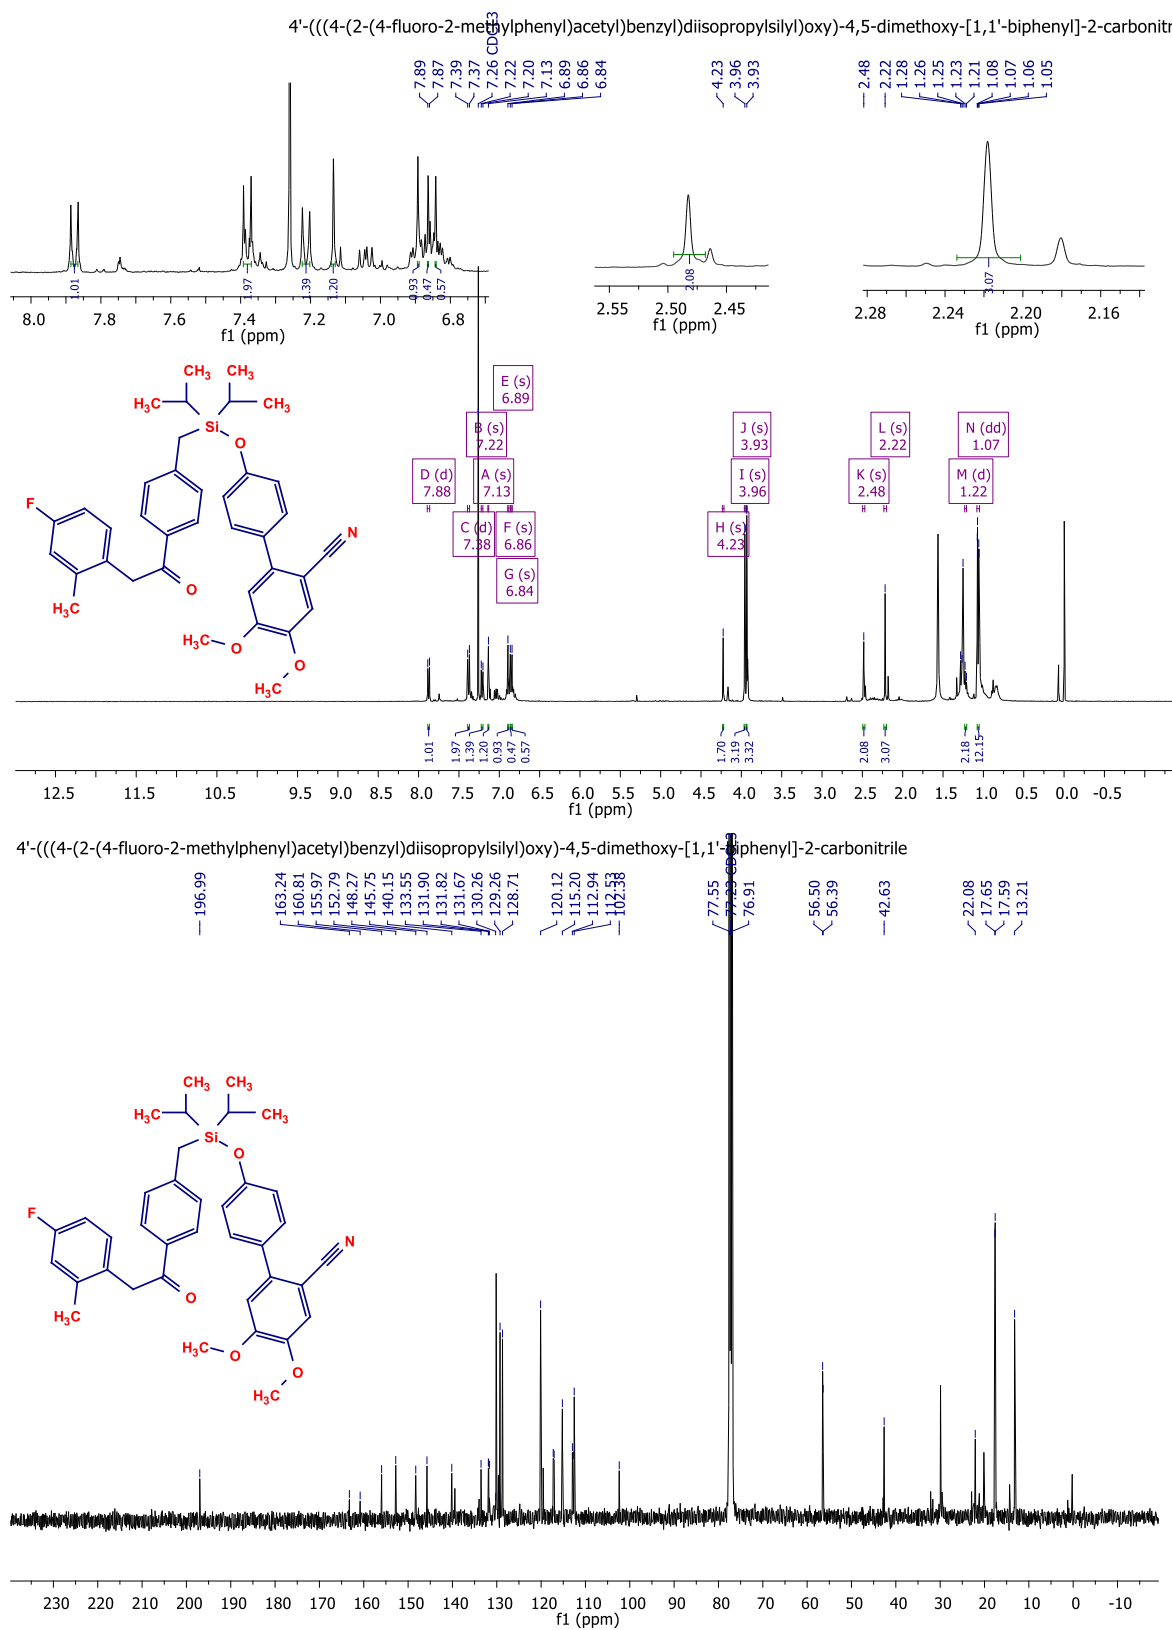 4'-(((4-(2-(4-fluoro-2-methylphenyl)acetyl)benzyl)diisopropylsilyl)oxy)-4,5-dimethoxy-[1,1'-biphenyl]-2-carbonitr
7.89 7.87 7.39 7.37 7.26 CDCl3 7.22 7.20 7.13 6.89 6.86 6.84 4.23 3.96 3.93 2.48 2.22 1.28 1.26 1.25 1.23 1.21 1.08 1.07 1.06 1.05
1.01 1.97 1.39 1.20 0.93 0.47 0.57
8.0 7.8 7.6 7.4 7.2 7.0 6.8
f1 (ppm)
2.08
2.55 2.50 2.45
f1 (ppm)
3.07
2.28 2.24 2.20 2.16
f1 (ppm)
CH3 CH3
H3C CH3
Si
O
F
N
O
CH3
H3C O
O
H3C
E (s)
6.89
B (s)
7.22
J (s)
3.93
L (s)
2.22
N (dd)
1.07
D (d)
7.88
A (s)
7.13
I (s)
3.96
K (s)
2.48
M (d)
1.22
C (d)
7.38
F (s)
6.86
H (s)
4.23
G (s)
6.84
1.01 1.97 1.39 1.20 0.93 0.47 0.57 1.70 3.19 3.32 2.08 3.07 2.18 12.15
12.5 11.5 10.5 9.5 9.0 8.5 8.0 7.5 7.0 6.5 6.0 5.5 5.0 4.5 4.0 3.5 3.0 2.5 2.0 1.5 1.0 0.5 0.0 -0.5
f1 (ppm)
4'-(((4-(2-(4-fluoro-2-methylphenyl)acetyl)benzyl)diisopropylsilyl)oxy)-4,5-dimethoxy-[1,1'-biphenyl]-2-carbonitrile
196.99 163.24 160.81 155.97 152.79 148.27 145.75 140.15 133.55 131.90 131.82 131.67 130.26 129.26 128.71 120.12 115.20 112.94 112.53 102.38 77.55 77.23 CDCl3 76.91 56.50 56.39 42.63 22.08 17.65 17.59 13.21
CH3 CH3
H3C CH3
Si
O
F
N
O
H3C
H3C O
O
H3C
230 220 210 200 190 180 170 160 150 140 130 120 110 100 90 80 70 60 50 40 30 20 10 0 -10
f1 (ppm)